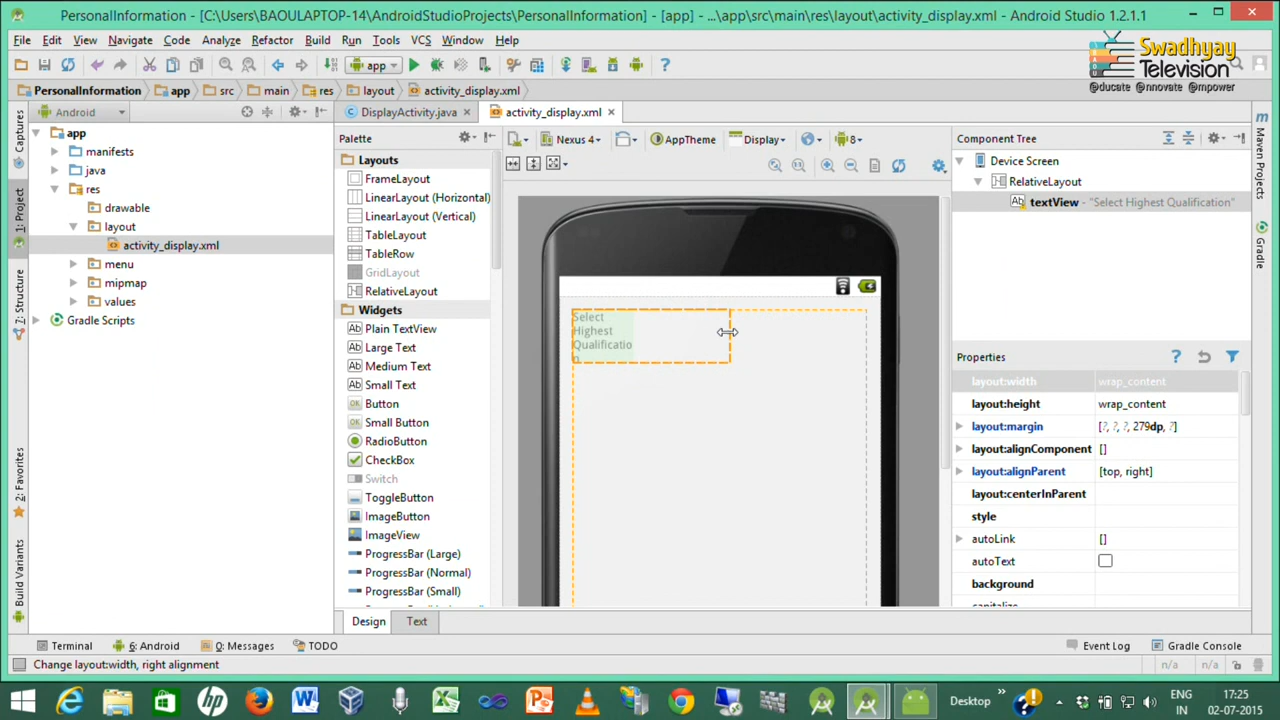 PersonalInformation - [C:\Users\BAOULAPTOP-14\AndroidStudioProjects\PersonalInformation] - [app] - ...\app\src\main\res\layout\activity_display.xml - Android Studio 1.2.1.1
File Edit View Navigate Code Analyze Refactor Build Run Tools VCS Window Help
app
Swadhyay
Television
@ducate @nnovate @mpower
PersonalInformation app src main res layout activity_display.xml
Android
DisplayActivity.java
activity_display.xml
Captures
1: Project
2: Structure
2: Favorites
Build Variants
app
manifests
java
res
drawable
layout
activity_display.xml
menu
mipmap
values
Gradle Scripts
Palette
Layouts
FrameLayout
LinearLayout (Horizontal)
LinearLayout (Vertical)
TableLayout
TableRow
GridLayout
RelativeLayout
Widgets
Plain TextView
Large Text
Medium Text
Small Text
Button
Small Button
RadioButton
CheckBox
Switch
ToggleButton
ImageButton
ImageView
ProgressBar (Large)
ProgressBar (Normal)
ProgressBar (Small)
Nexus 4 AppTheme Display 8
Select
Highest
Qualificatio
n
Component Tree
Device Screen
RelativeLayout
textView - "Select Highest Qualification"
Properties
layout:width wrap_content
layout:height wrap_content
layout:margin [?, ?, ?, 279dp, ?]
layout:alignComponent []
layout:alignParent [top, right]
layout:centerInParent
style
autoLink []
autoText
background
Maven Projects
Gradle
Design Text
Terminal 6: Android 0: Messages TODO Event Log Gradle Console
Change layout:width, right alignment n/a n/a
Desktop
ENG
IN
17:25
02-07-2015